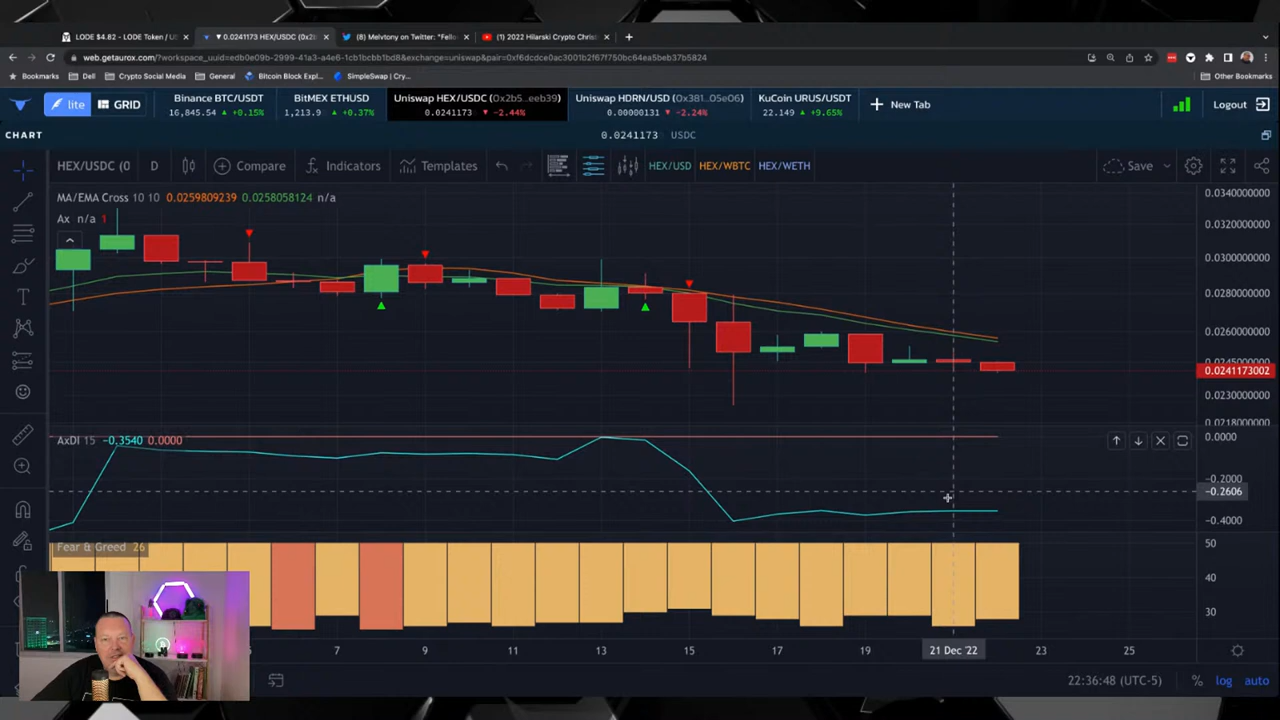 LODE $4.82 - LODE Token / U
▼ 0.0241173 HEX/USDC (0x2b
(8) Melvtony on Twitter: "Fello
(1) 2022 Hilarski Crypto Christ
web.getaurox.com/?workspace_uuid=edb0e09b-2999-41a3-a4e6-1cb1bcbb1bd8&exchange=uniswap&pair=0xf6dcdce0ac3001b2f67f750bc64ea5beb37b5824
Bookmarks Dell Crypto Social Media General Bitcoin Block Expl... SimpleSwap | Cry... Other Bookmarks
lite GRID
Binance BTC/USDT
16,845.54 ▲ +0.15%
BitMEX ETHUSD
1,213.9 ▲ +0.37%
Uniswap HEX/USDC (0x2b5...eeb39)
0.0241173 ▼ -2.44%
Uniswap HDRN/USD (0x381...05e06)
0.00000131 ▼ -2.24%
KuCoin URUS/USDT
22.149 ▲ +9.65%
New Tab
Logout
CHART
0.0241173 USDC
HEX/USDC (0 D Compare Indicators Templates HEX/USD HEX/WBTC HEX/WETH Save
MA/EMA Cross 10 10 0.0259809239 0.0258058124 n/a
Ax n/a 1
0.0340000000
0.0320000000
0.0300000000
0.0280000000
0.0260000000
0.0245000000
0.0241173002
0.0230000000
0.0218000000
AxDI 15 -0.3540 0.0000
0.0000
-0.2000
-0.2606
-0.4000
Fear & Greed 26
50
40
30
7 9 11 13 15 17 19 21 Dec '22 23 25
22:36:48 (UTC-5) % log auto